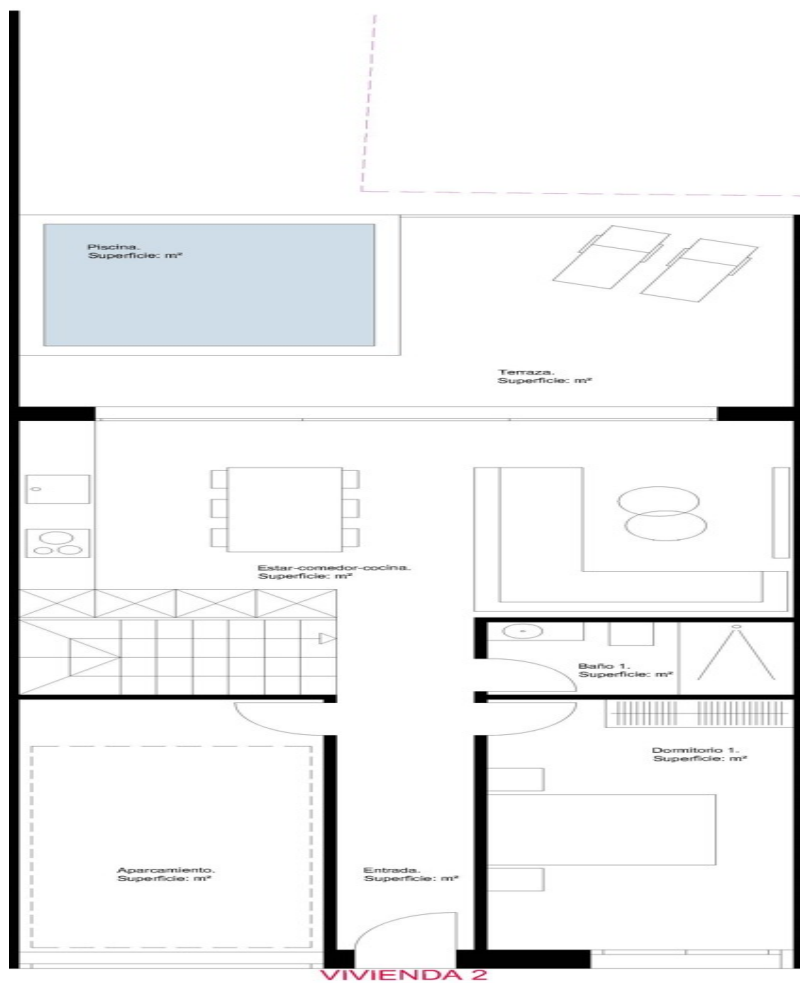 Piscina.
Superficie: m²
Terraza.
Superficie: m²
Estar-comedor-cocina.
Superficie: m²
Baño 1.
Superficie: m²
Dormitorio 1.
Superficie: m²
Aparcamiento.
Superficie: m²
Entrada.
Superficie: m²
VIVIENDA 2